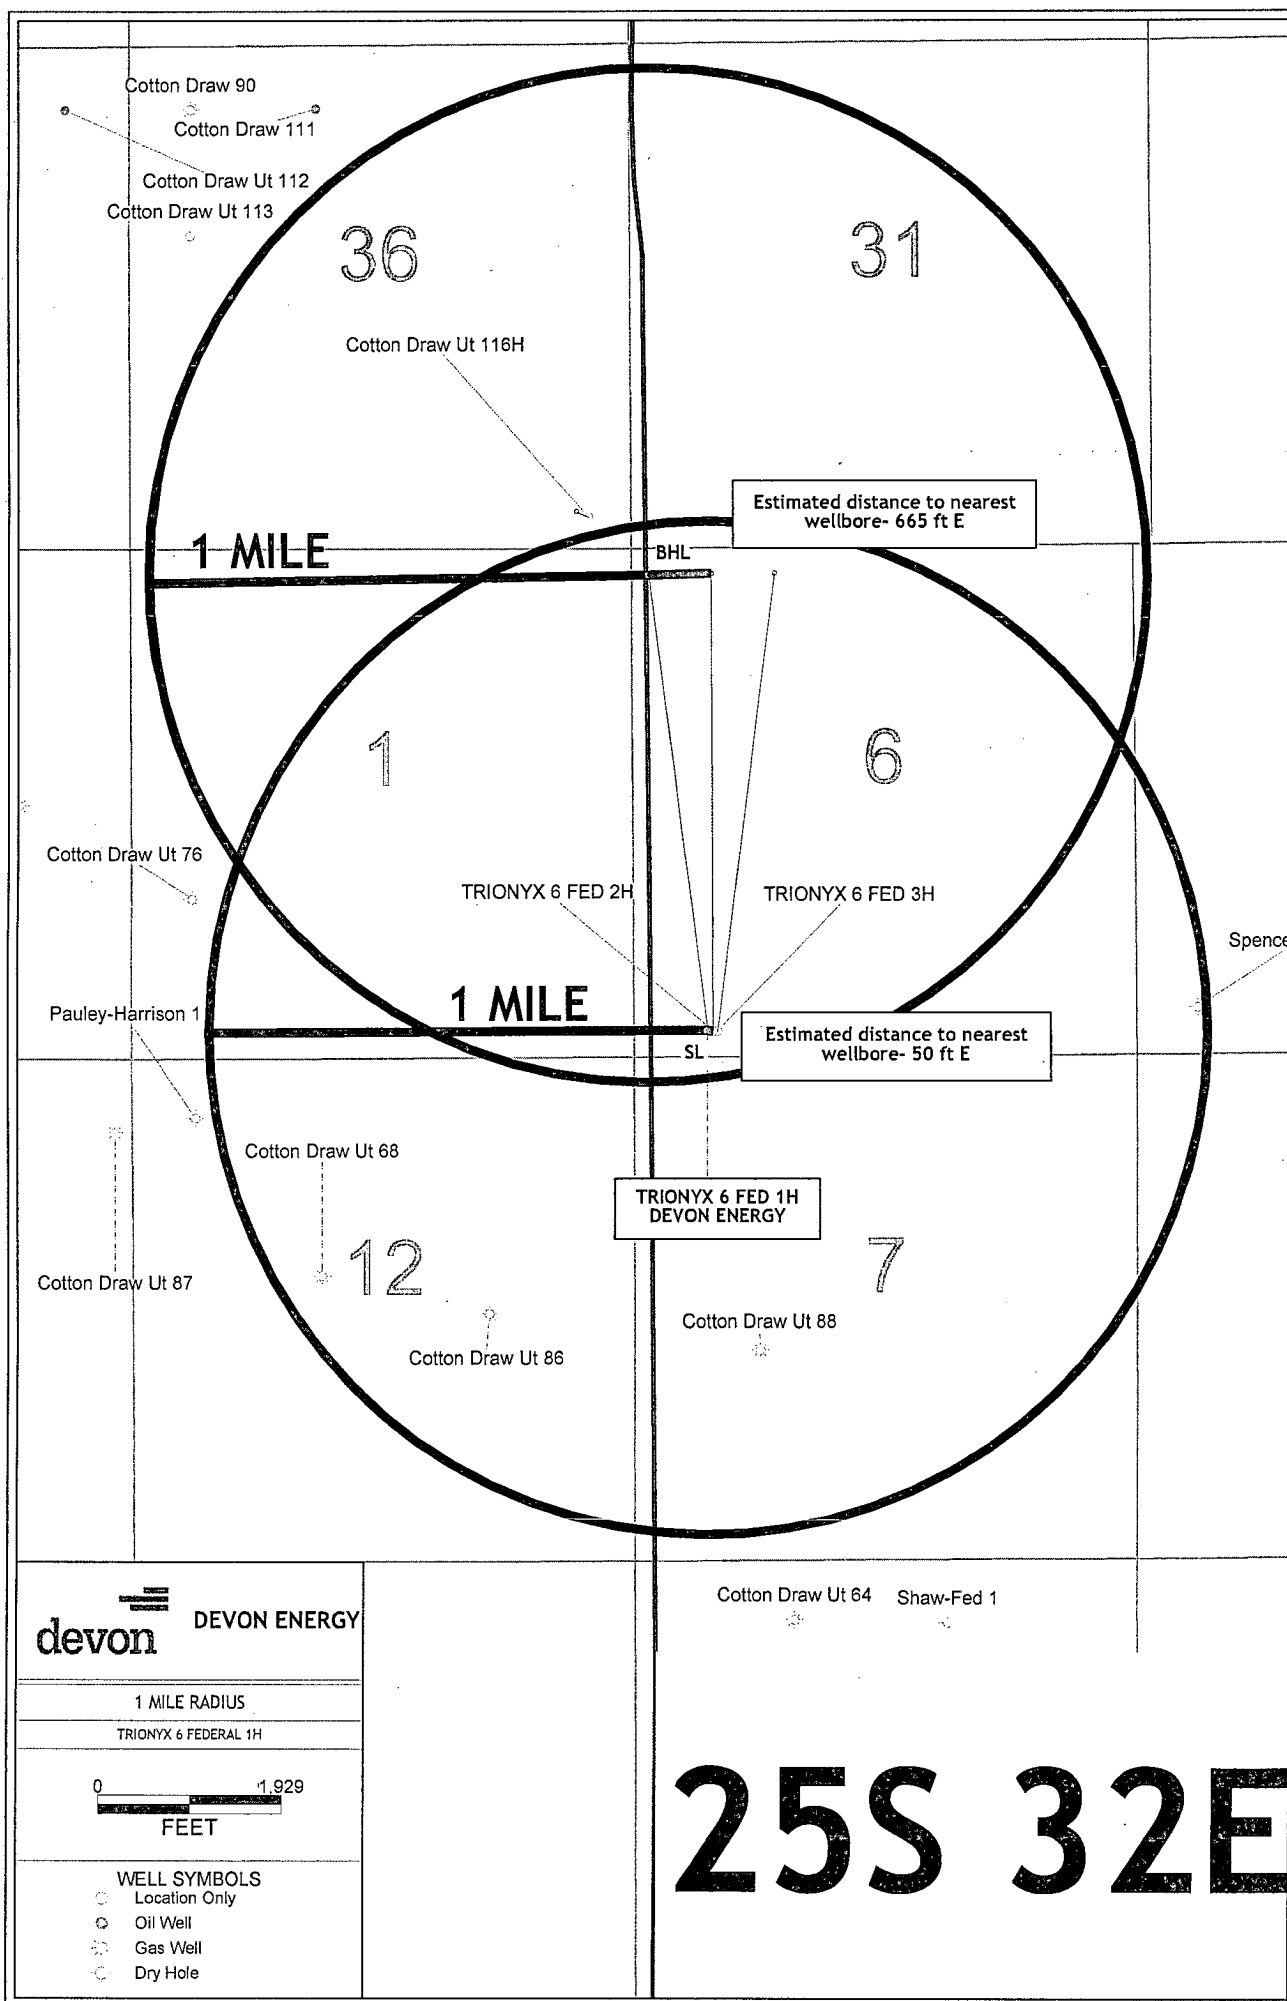 Cotton Draw 90
Cotton Draw 111
Cotton Draw Ut 112
Cotton Draw Ut 113
36
31
Cotton Draw Ut 116H
Estimated distance to nearest
wellbore- 665 ft E
1 MILE
BHL
1
6
Cotton Draw Ut 76
TRIONYX 6 FED 2H
TRIONYX 6 FED 3H
Spence
Pauley-Harrison 1
1 MILE
Estimated distance to nearest
wellbore- 50 ft E
SL
Cotton Draw Ut 68
TRIONYX 6 FED 1H
DEVON ENERGY
12
7
Cotton Draw Ut 87
Cotton Draw Ut 88
Cotton Draw Ut 86
devon
DEVON ENERGY
Cotton Draw Ut 64
Shaw-Fed 1
1 MILE RADIUS
TRIONYX 6 FEDERAL 1H
0
1,929
FEET
25S 32E
WELL SYMBOLS
Location Only
Oil Well
Gas Well
Dry Hole